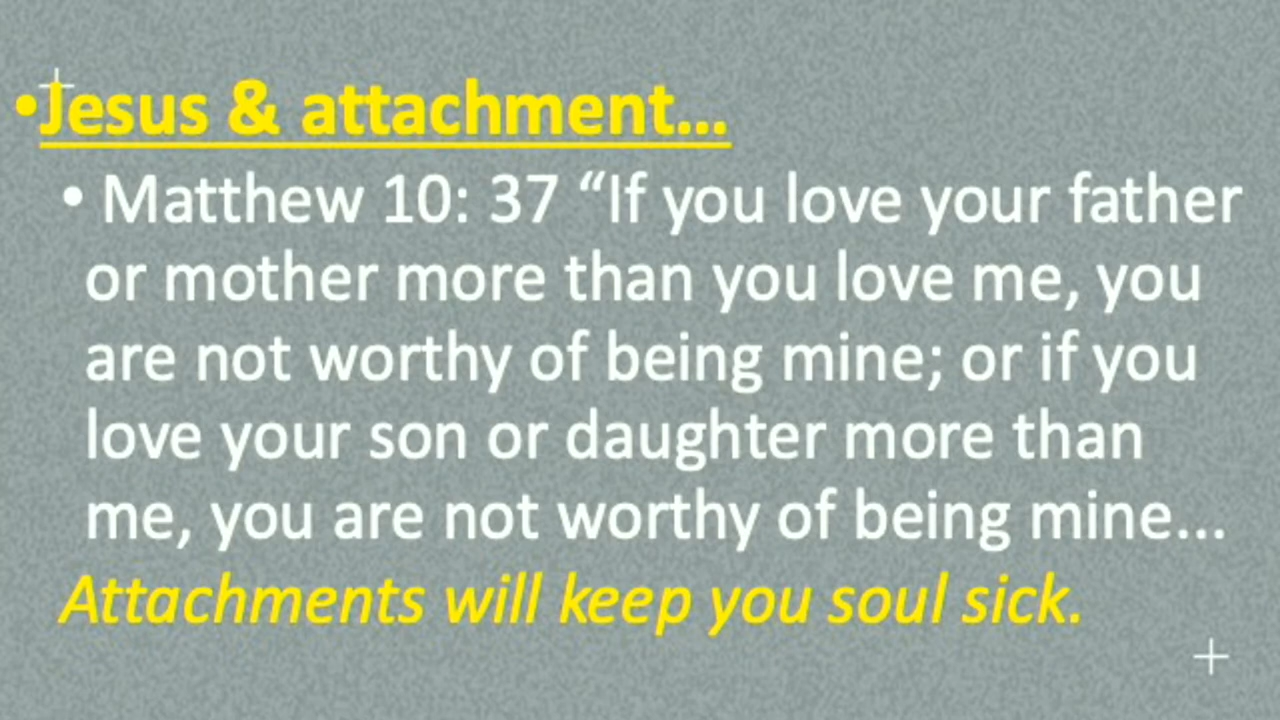 •Jesus & attachment...
• Matthew 10: 37 “If you love your father
or mother more than you love me, you
are not worthy of being mine; or if you
love your son or daughter more than
me, you are not worthy of being mine...
Attachments will keep you soul sick.